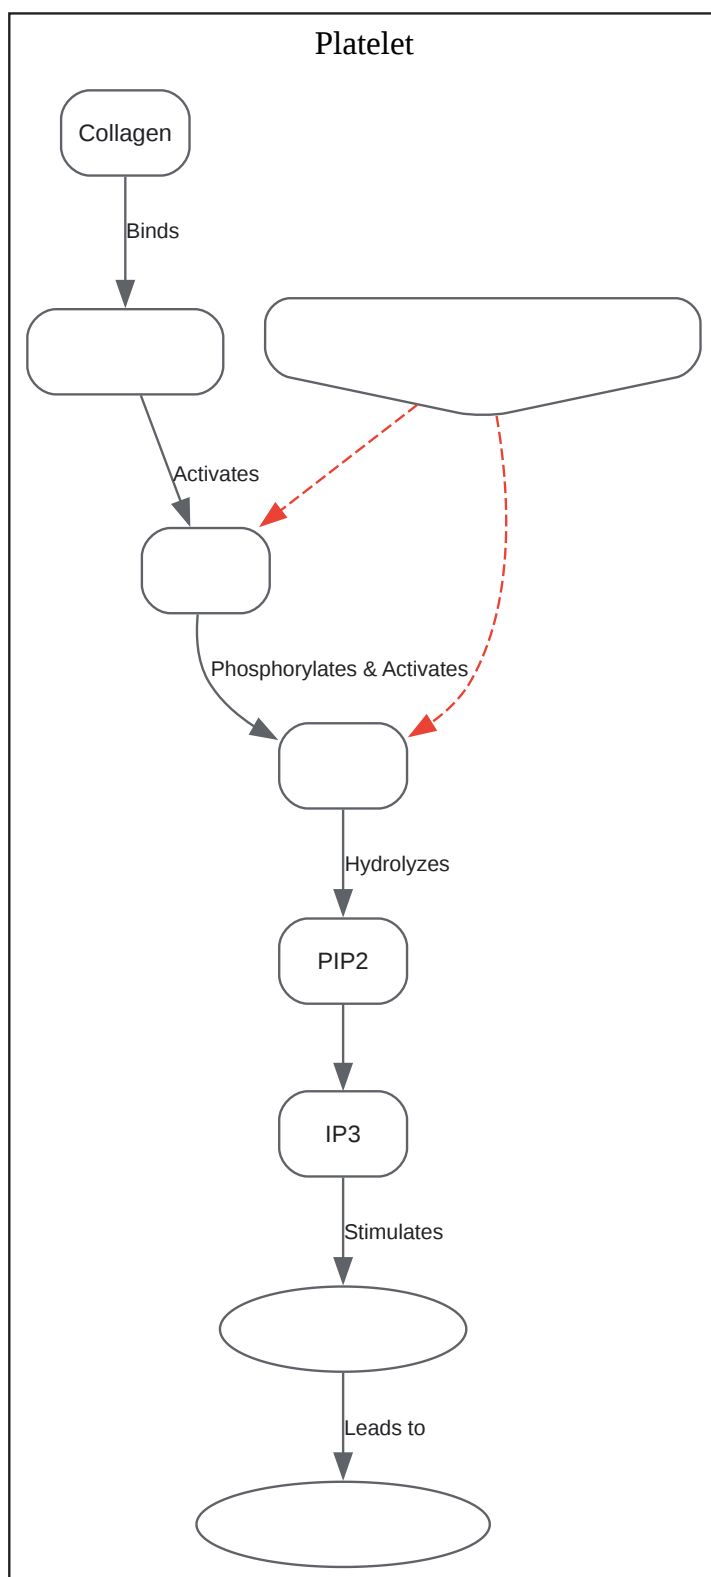 Platelet
Collagen
Binds
Activates
Phosphorylates & Activates
Hydrolyzes
PIP2
IP3
Stimulates
Leads to